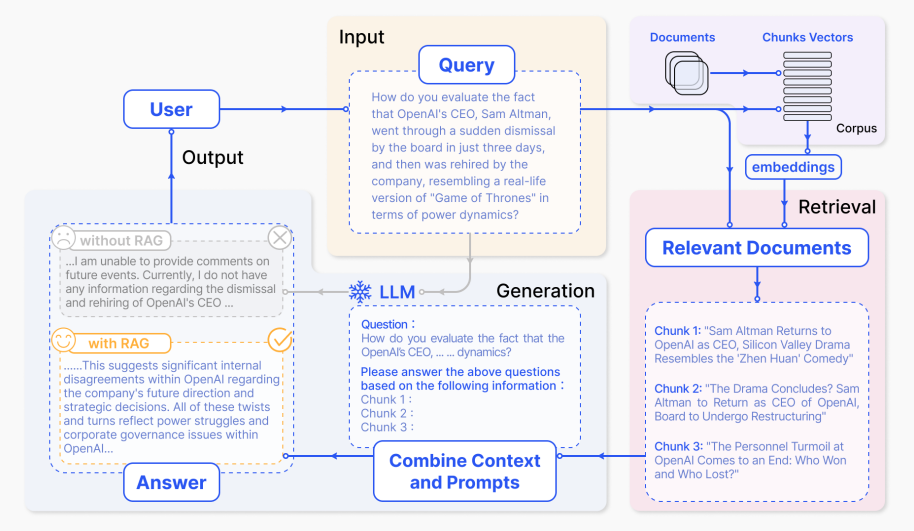 Input
Query
How do you evaluate the fact
that OpenAI's CEO, Sam Altman,
went through a sudden dismissal
by the board in just three days,
and then was rehired by the
company, resembling a real-life
version of "Game of Thrones" in
terms of power dynamics?
Documents
Chunks Vectors
Corpus
embeddings
User
Output
Retrieval
Relevant Documents
Chunk 1: "Sam Altman Returns to
OpenAI as CEO, Silicon Valley Drama
Resembles the 'Zhen Huan' Comedy"
Chunk 2: "The Drama Concludes? Sam
Altman to Return as CEO of OpenAI,
Board to Undergo Restructuring"
Chunk 3: "The Personnel Turmoil at
OpenAI Comes to an End: Who Won
and Who Lost?"
Generation
LLM
Question :
How do you evaluate the fact that the
OpenAI's CEO, ... ... dynamics?
Please answer the above questions
based on the following information :
Chunk 1 :
Chunk 2 :
Chunk 3 :
Combine Context
and Prompts
without RAG
...I am unable to provide comments on
future events. Currently, I do not have
any information regarding the dismissal
and rehiring of OpenAI's CEO ...
with RAG
......This suggests significant internal
disagreements within OpenAI regarding
the company's future direction and
strategic decisions. All of these twists
and turns reflect power struggles and
corporate governance issues within
OpenAI...
Answer